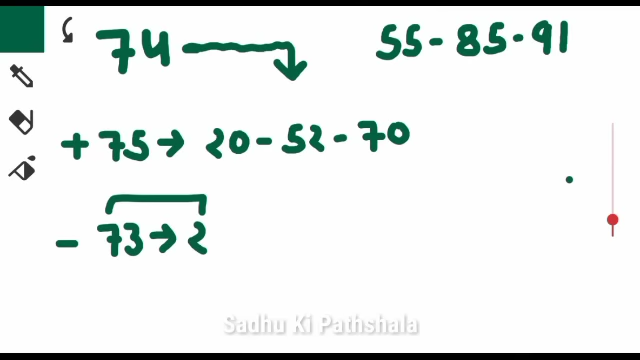 74 → 55 - 85 - 91
+ 75 → 20 - 52 - 70
- 73 → 2
Sadhu Ki Pathshala